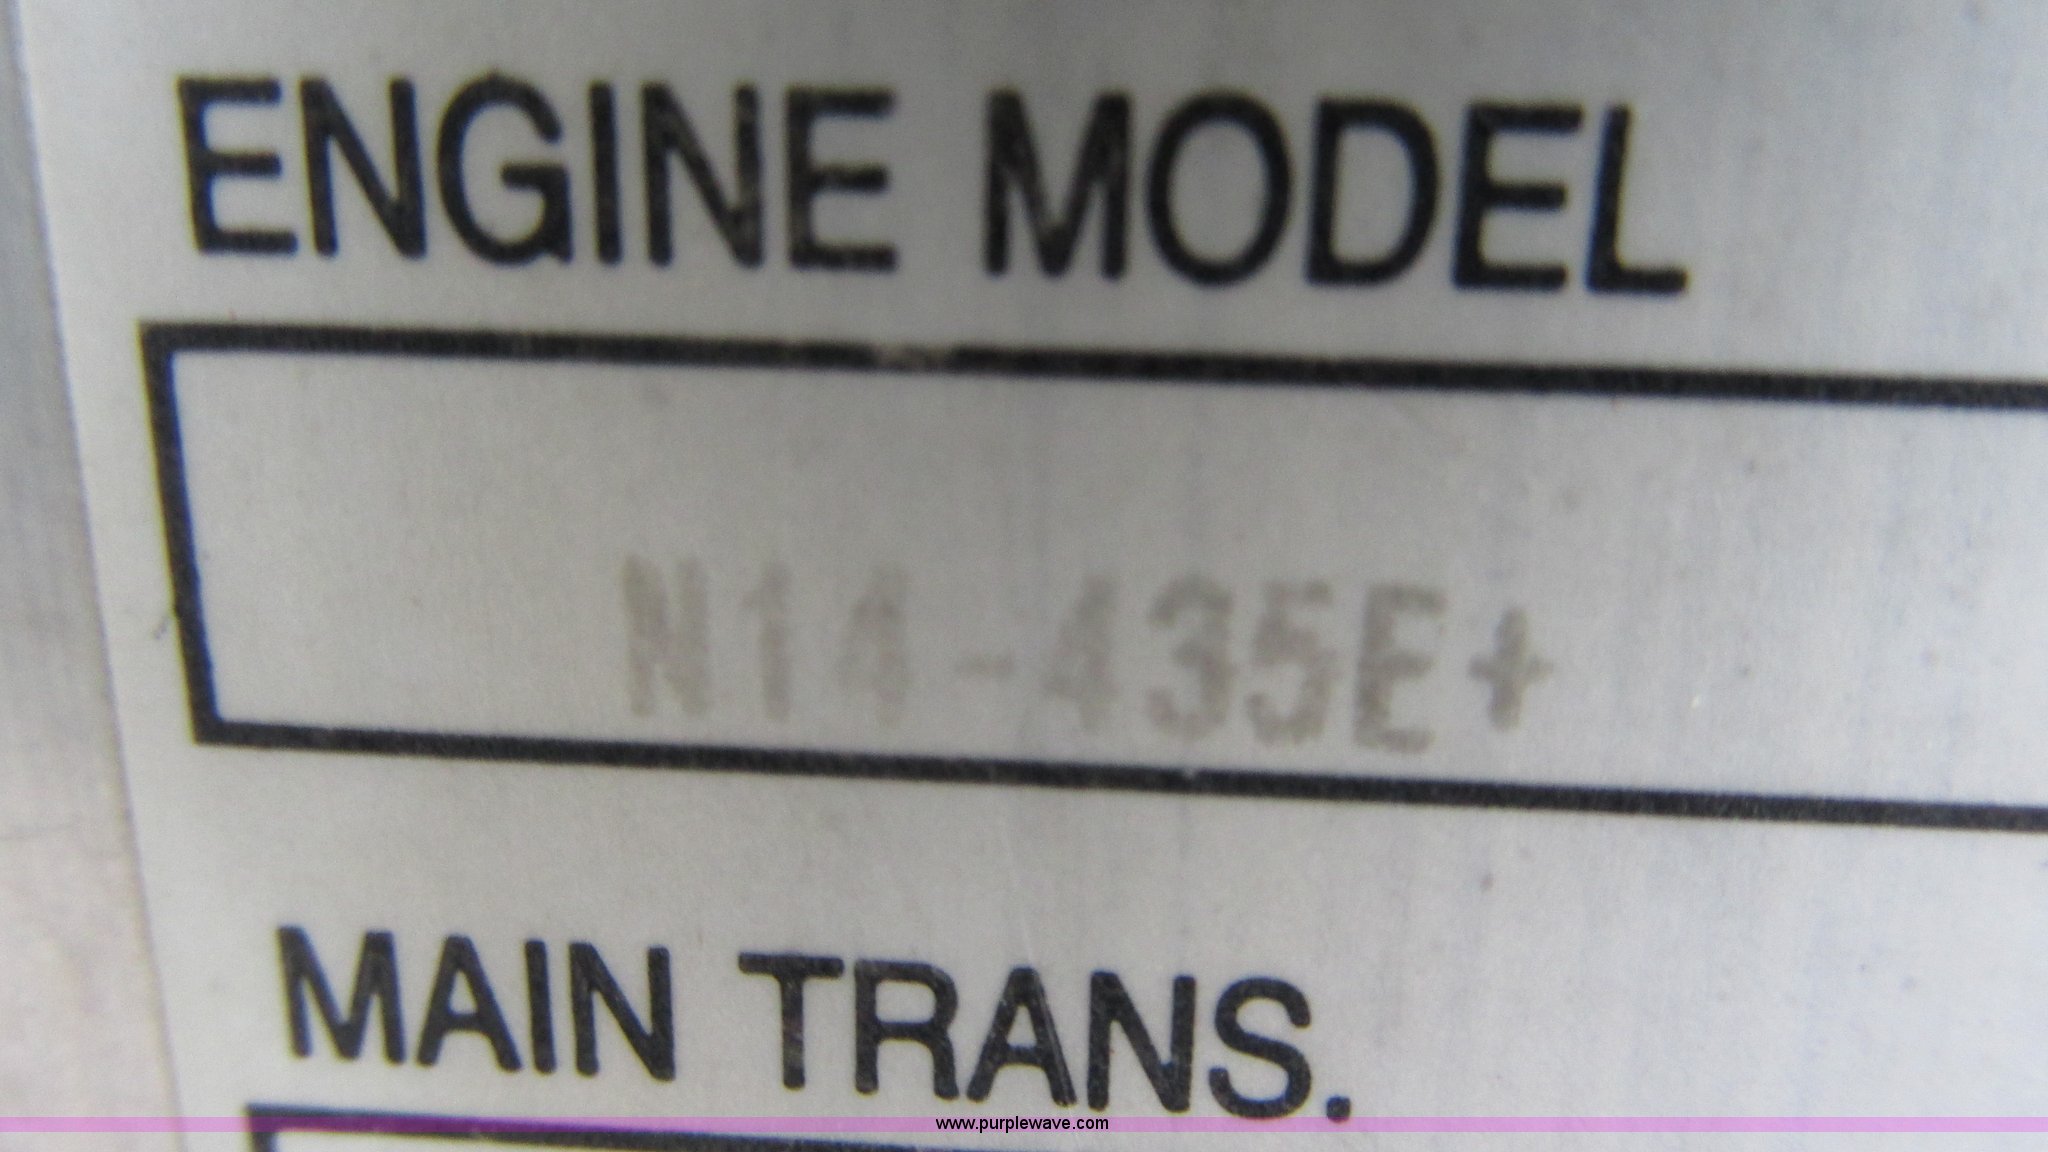 ENGINE MODEL
N14-435E+
MAIN TRANS.
www.purplewave.com